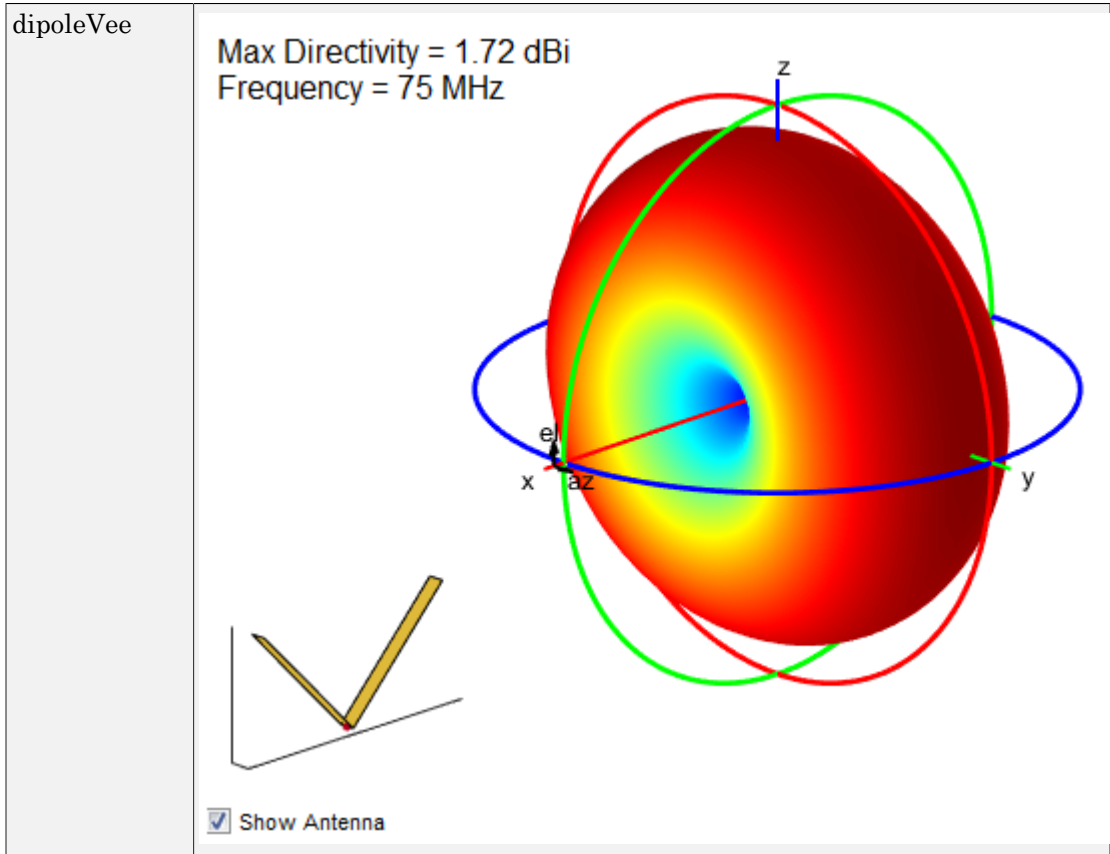 dipoleVee
Max Directivity = 1.72 dBi
Frequency = 75 MHz
z
el
x
az
y
Show Antenna